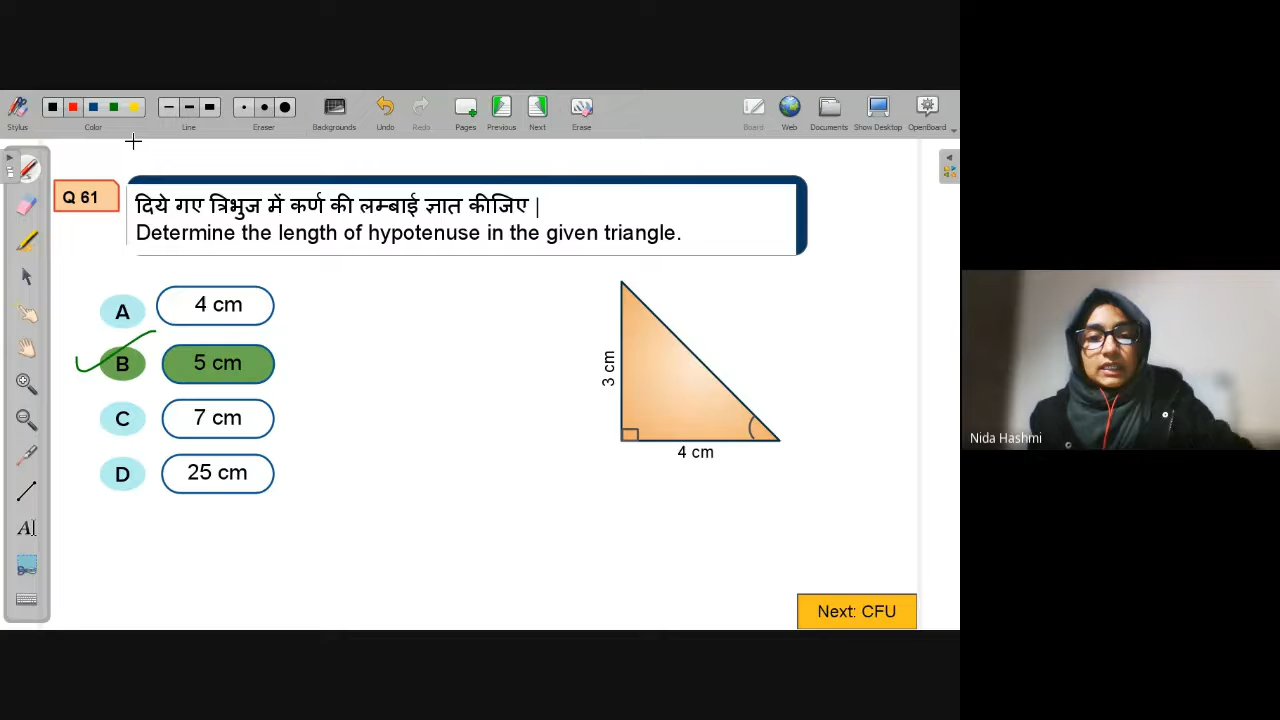 Stylus
Color
Line
Eraser
Backgrounds
Undo
Redo
Pages
Previous
Next
Erase
Board
Web
Documents
Show Desktop
OpenBoard
Q 61
दिये गए त्रिभुज में कर्ण की लम्बाई ज्ञात कीजिए |
Determine the length of hypotenuse in the given triangle.
A 4 cm
B 5 cm
C 7 cm
D 25 cm
3 cm
4 cm
Next: CFU
Nida Hashmi